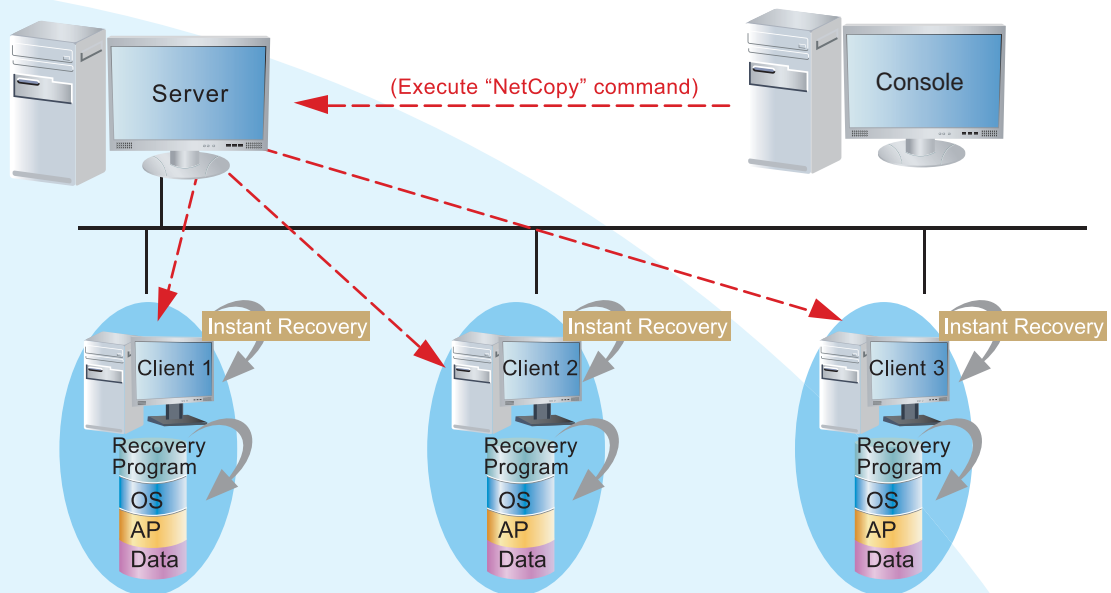 Server
(Execute “NetCopy” command)
Console
Instant Recovery
Client 1
Recovery
Program
OS
AP
Data
Instant Recovery
Client 2
Recovery
Program
OS
AP
Data
Instant Recovery
Client 3
Recovery
Program
OS
AP
Data